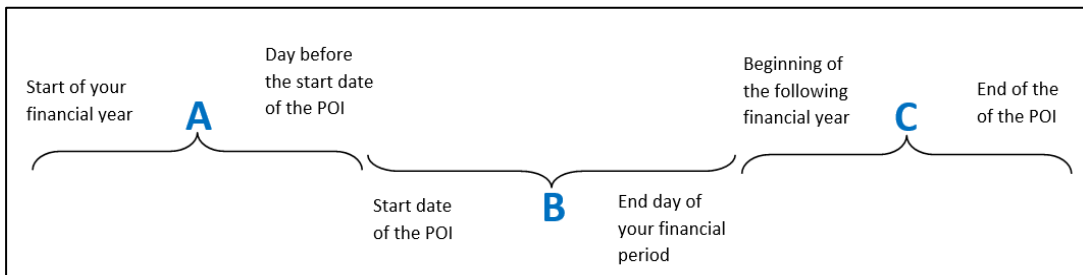 Start of your
financial year
A
Day before
the start date
of the POI
Start date
of the POI
B
End day of
your financial
period
Beginning of
the following
financial year
C
End of the
of the POI